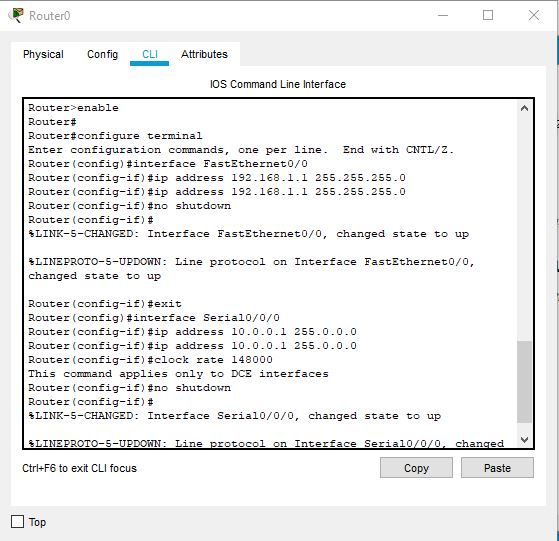 Router0
Physical Config CLI Attributes
IOS Command Line Interface
Router>enable
Router#
Router#configure terminal
Enter configuration commands, one per line.  End with CNTL/Z.
Router(config)#interface FastEthernet0/0
Router(config-if)#ip address 192.168.1.1 255.255.255.0
Router(config-if)#ip address 192.168.1.1 255.255.255.0
Router(config-if)#no shutdown
Router(config-if)#
%LINK-5-CHANGED: Interface FastEthernet0/0, changed state to up
%LINEPROTO-5-UPDOWN: Line protocol on Interface FastEthernet0/0,
changed state to up
Router(config-if)#exit
Router(config)#interface Serial0/0/0
Router(config-if)#ip address 10.0.0.1 255.0.0.0
Router(config-if)#ip address 10.0.0.1 255.0.0.0
Router(config-if)#clock rate 148000
This command applies only to DCE interfaces
Router(config-if)#no shutdown
Router(config-if)#
%LINK-5-CHANGED: Interface Serial0/0/0, changed state to up
%LINEPROTO-5-UPDOWN: Line protocol on Interface Serial0/0/0, changed
Ctrl+F6 to exit CLI focus
Copy Paste
Top